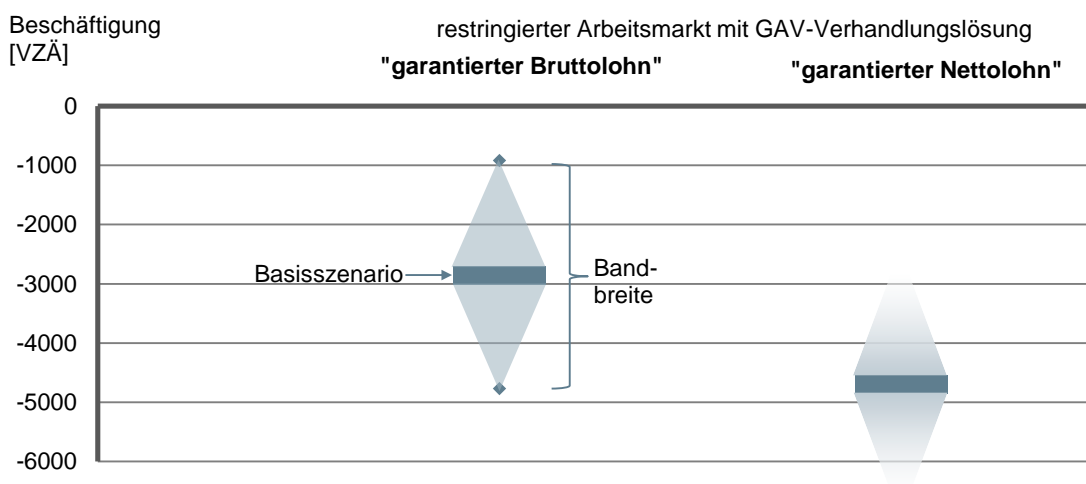 Beschäftigung
[VZÄ]
restringierter Arbeitsmarkt mit GAV-Verhandlungslösung
"garantierter Bruttolohn"
"garantierter Nettolohn"
0
-1000
-2000
-3000
-4000
-5000
-6000
Basisszenario
Band-
breite